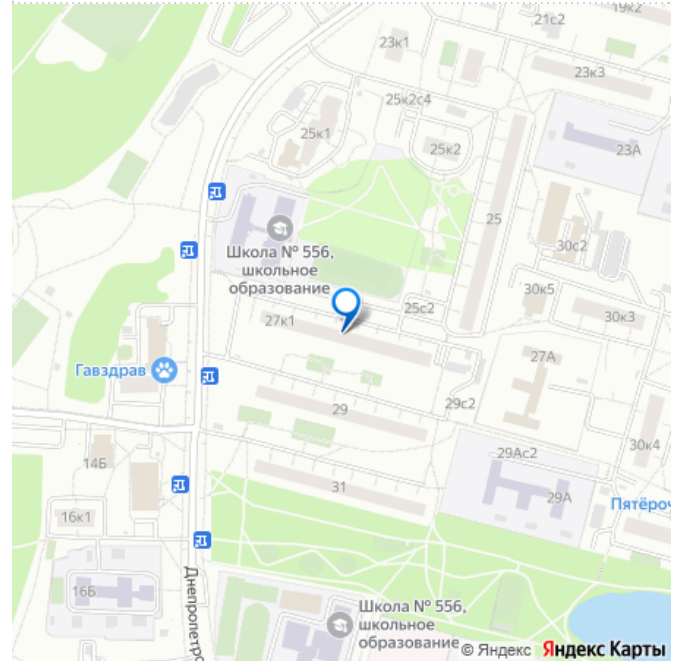 19к2
21с2
23к1
23к3
25к2с4
25к1
25к2
23А
25
30с2
Школа № 556,
школьное
образование
30к5
25с2
30к3
27к1
27А
Гавздрав
29с2
29
30к4
29Ас2
14Б
31
29А
Пятёроч
16к1
Днепропетро
16Б
Школа № 556,
школьное
образование
© Яндекс Яндекс Карты